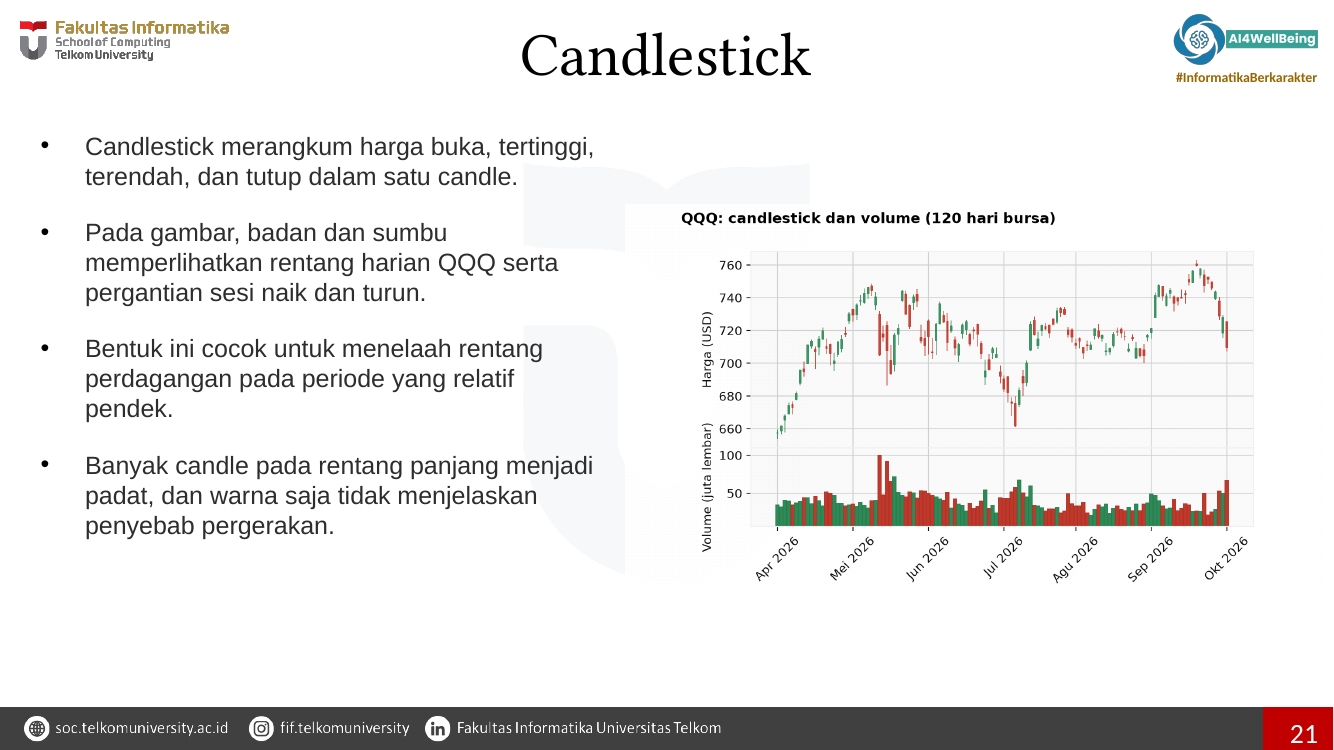 Fakultas Informatika
School of Computing
Telkom University
Candlestick
AI4WellBeing
#InformatikaBerkarakter
• Candlestick merangkum harga buka, tertinggi,
terendah, dan tutup dalam satu candle.
• Pada gambar, badan dan sumbu
memperlihatkan rentang harian QQQ serta
pergantian sesi naik dan turun.
• Bentuk ini cocok untuk menelaah rentang
perdagangan pada periode yang relatif
pendek.
• Banyak candle pada rentang panjang menjadi
padat, dan warna saja tidak menjelaskan
penyebab pergerakan.
QQQ: candlestick dan volume (120 hari bursa)
Harga (USD)
760
740
720
700
680
660
Volume (juta lembar)
100
50
Apr 2026
Mei 2026
Jun 2026
Jul 2026
Agu 2026
Sep 2026
Okt 2026
soc.telkomuniversity.ac.id
fif.telkomuniversity
in
Fakultas Informatika Universitas Telkom
21